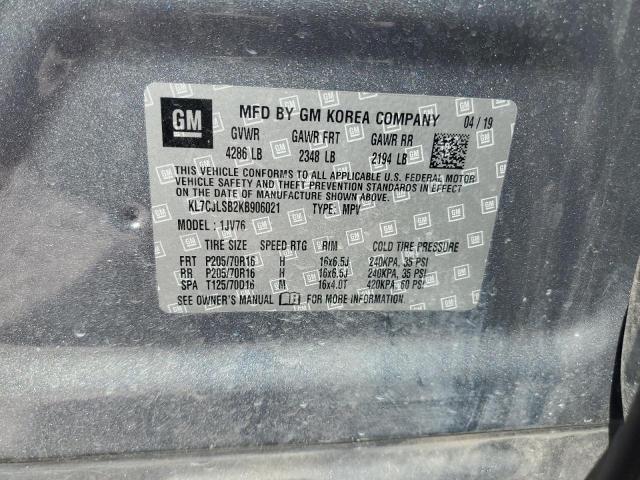 GM
MFD BY GM KOREA COMPANY 04 / 19
GVWR GAWR FRT GAWR RR
4286 LB 2348 LB 2194 LB
THIS VEHICLE CONFORMS TO ALL APPLICABLE U.S. FEDERAL MOTOR
VEHICLE SAFETY AND THEFT PREVENTION STANDARDS IN EFFECT
ON THE DATE OF MANUFACTURE SHOWN ABOVE.
KL7CJLSB2KB906021 TYPE: MPV
MODEL : 1JV76
TIRE SIZE SPEED RTG RIM COLD TIRE PRESSURE
FRT P205/70R16 H 16x6.5J 240KPA, 35 PSI
RR P205/70R16 H 16x6.5J 240KPA, 35 PSI
SPA T125/70D16 M 16x4.0T 420KPA, 60 PSI
SEE OWNER'S MANUAL FOR MORE INFORMATION.